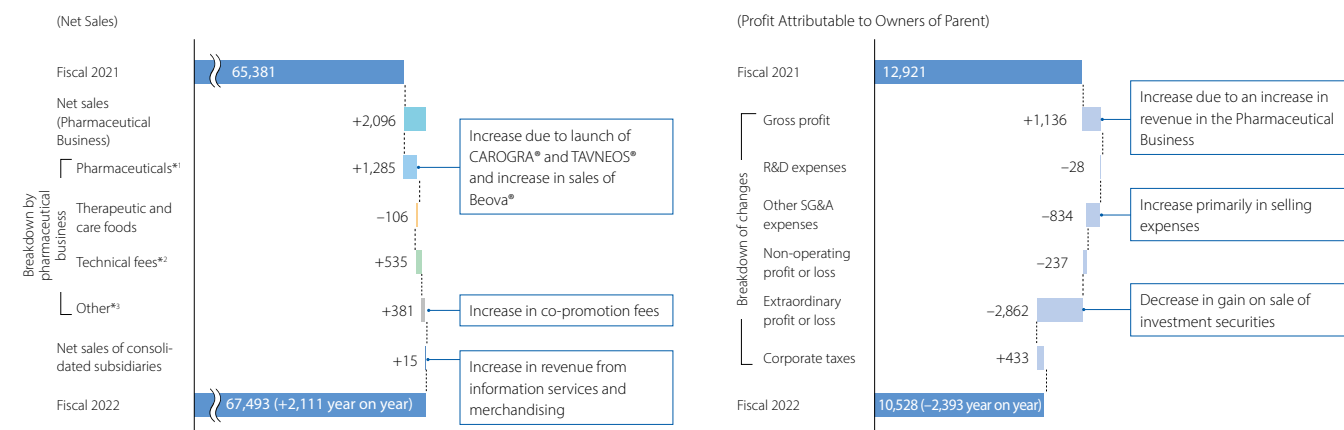 (Net Sales)
Fiscal 2021
65,381
Net sales
(Pharmaceutical
Business)
+2,096
Breakdown by
pharmaceutical
business
Pharmaceuticals*1
+1,285
Increase due to launch of
CAROGRA® and TAVNEOS®
and increase in sales of
Beova®
Therapeutic and
care foods
–106
Technical fees*2
+535
Other*3
+381
Increase in co-promotion fees
Net sales of consoli-
dated subsidiaries
+15
Increase in revenue from
information services and
merchandising
Fiscal 2022
67,493 (+2,111 year on year)
(Profit Attributable to Owners of Parent)
Fiscal 2021
12,921
Breakdown of changes
Gross profit
+1,136
Increase due to an increase in
revenue in the Pharmaceutical
Business
R&D expenses
–28
Other SG&A
expenses
–834
Increase primarily in selling
expenses
Non-operating
profit or loss
–237
Extraordinary
profit or loss
–2,862
Decrease in gain on sale of
investment securities
Corporate taxes
+433
Fiscal 2022
10,528 (–2,393 year on year)